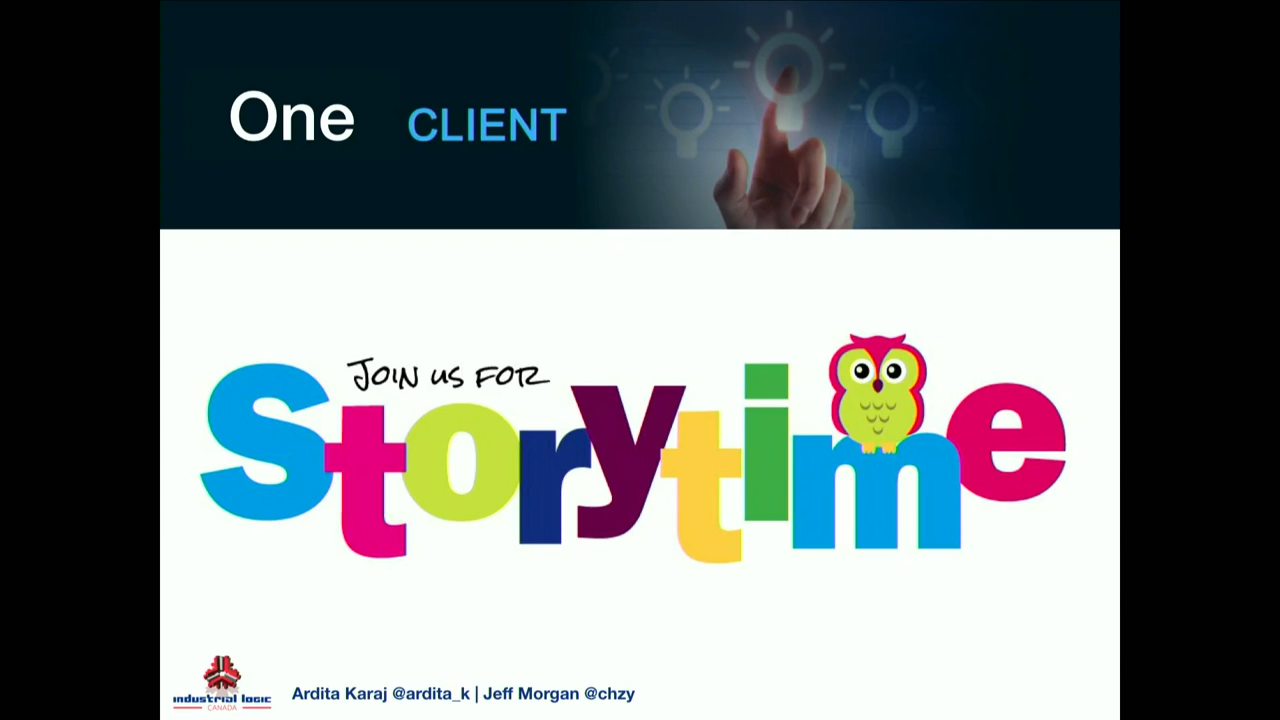 One CLIENT
JOIN US FOR
Storytime
industrial logic
CANADA
Ardita Karaj @ardita_k | Jeff Morgan @chzy